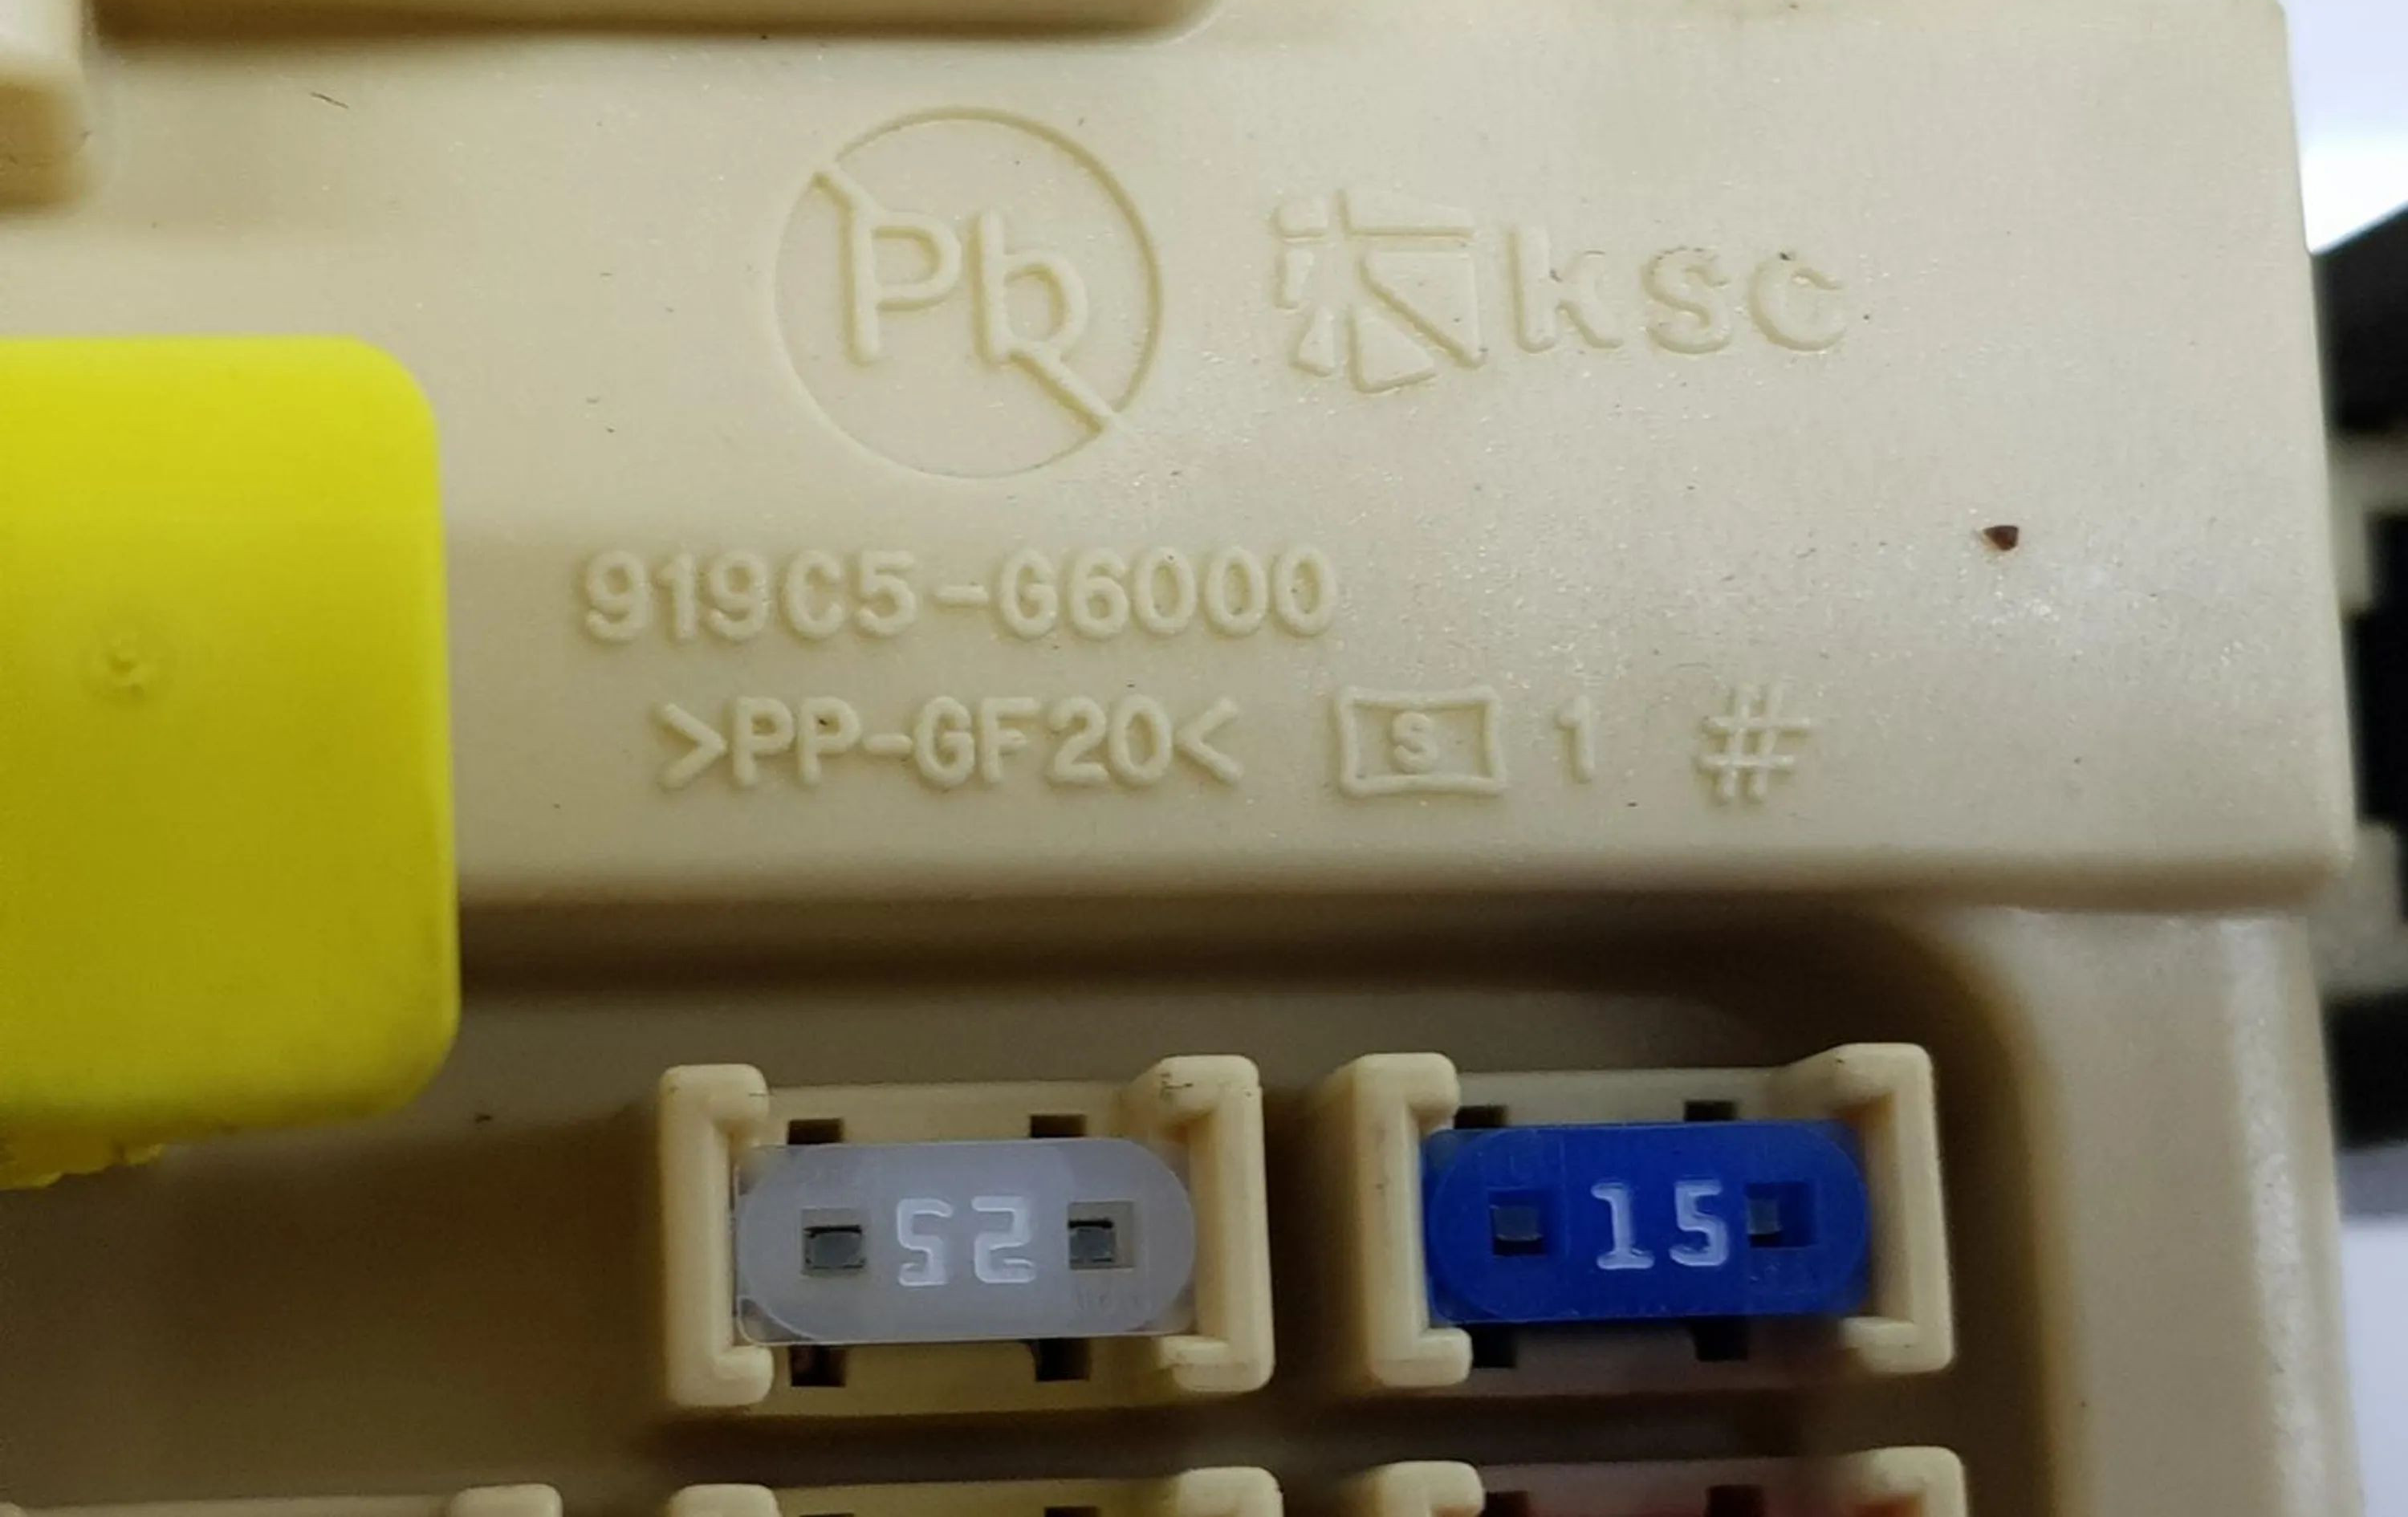 Pb KSC
919C5-G6000
>PP-GF20< S 1 #
25 15